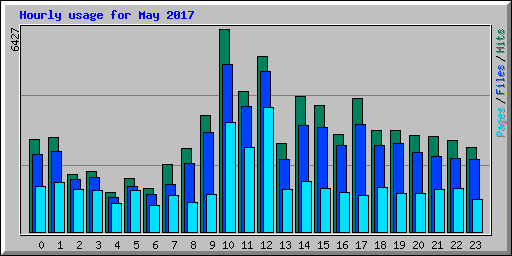 Hourly usage for May 2017
6427
Pages / Files / Hits
0 1 2 3 4 5 6 7 8 9 10 11 12 13 14 15 16 17 18 19 20 21 22 23